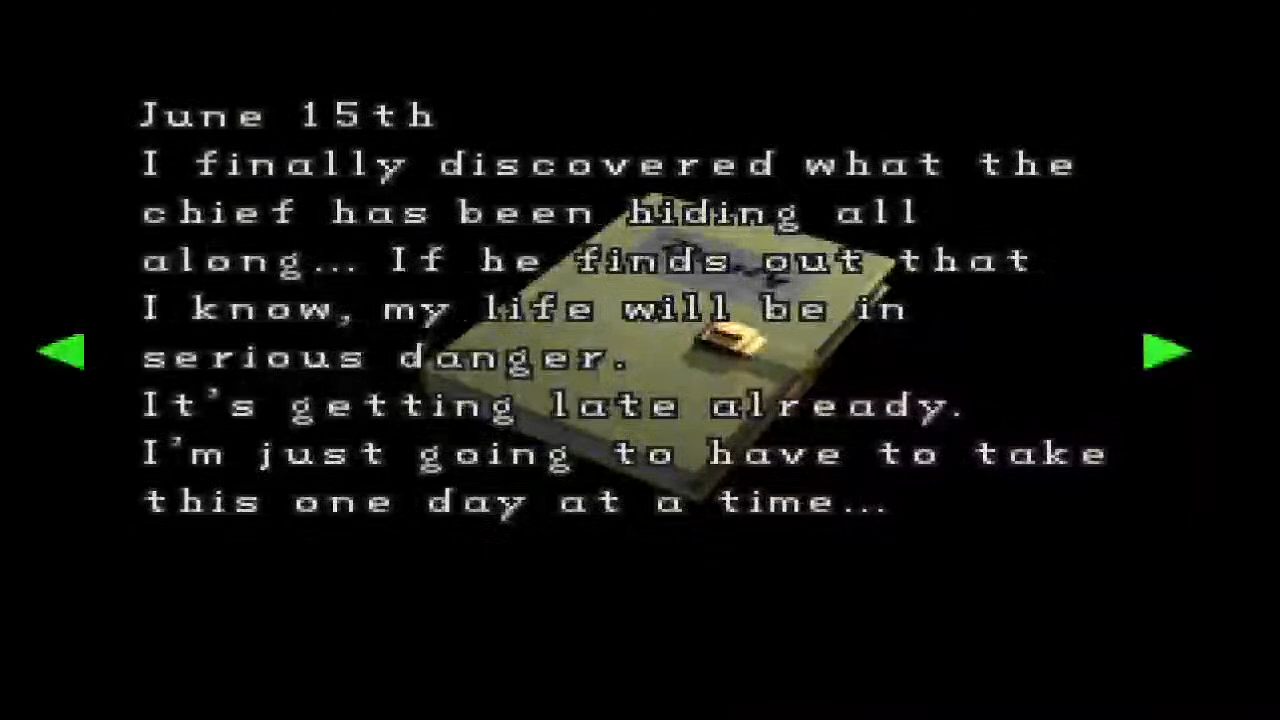 June 15th
I finally discovered what the
chief has been hiding all
along... If he finds out that
I know, my life will be in
serious danger.
It's getting late already.
I'm just going to have to take
this one day at a time...